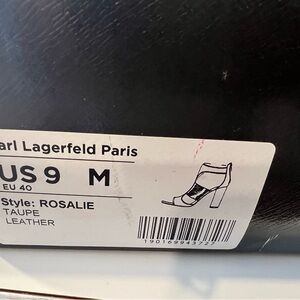 arl Lagerfeld Paris
US 9 M
EU 40
Style: ROSALIE
TAUPE
LEATHER